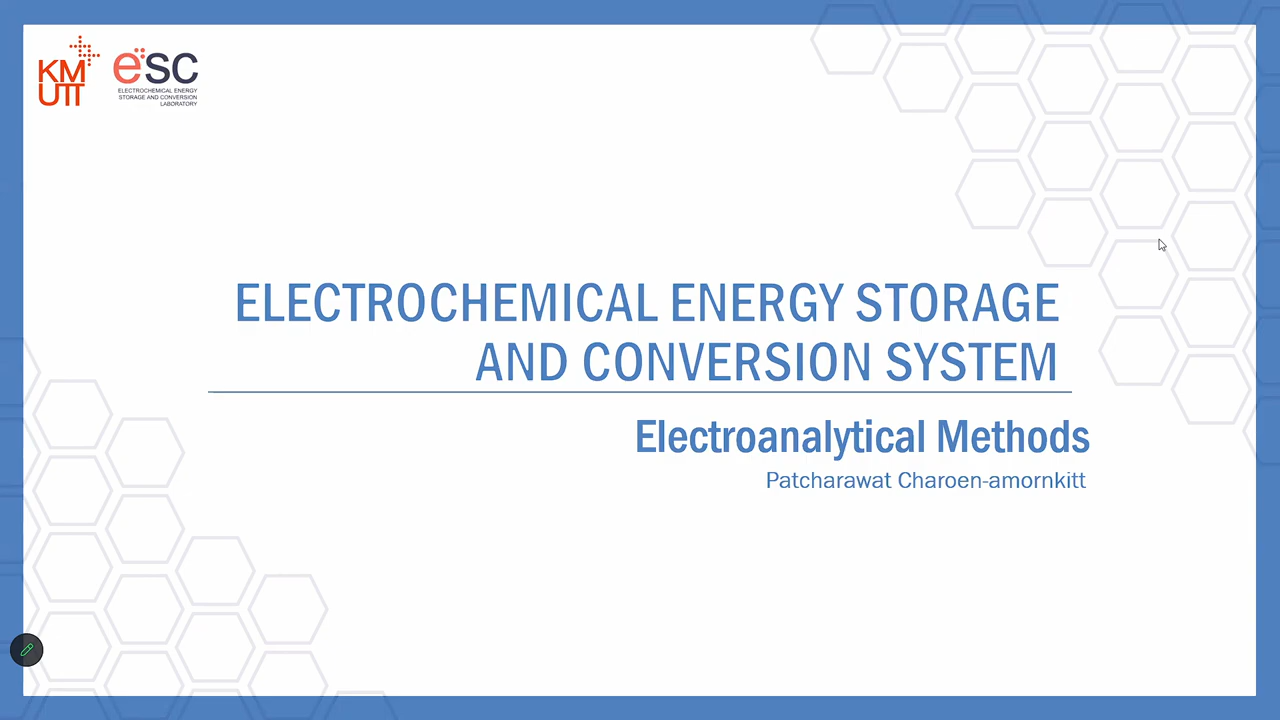 KM
UTT
esc
ELECTROCHEMICAL ENERGY
STORAGE AND CONVERSION
LABORATORY
ELECTROCHEMICAL ENERGY STORAGE
AND CONVERSION SYSTEM
Electroanalytical Methods
Patcharawat Charoen-amornkitt